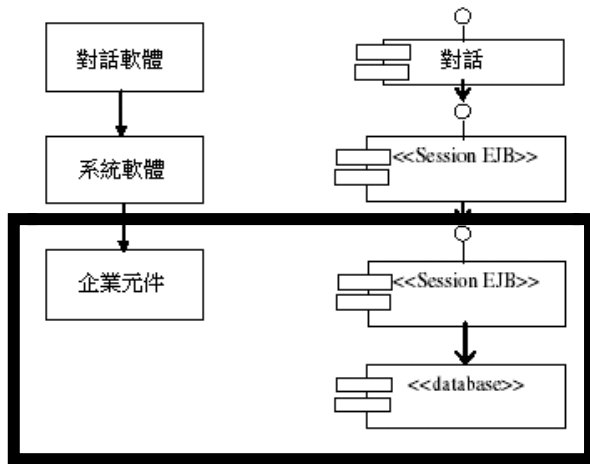 對話軟體
對話
系統軟體
<<Session EJB>>
企業元件
<<Session EJB>>
<<database>>